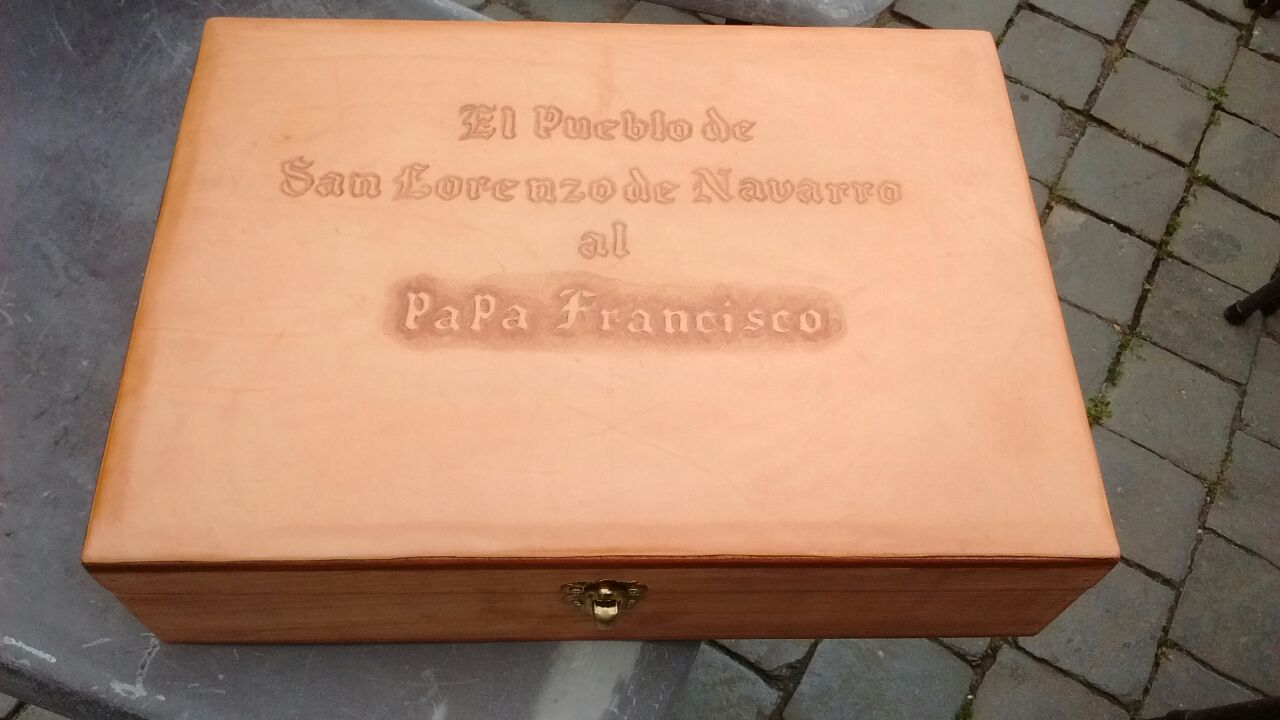 El Pueblo de
San Lorenzo de Navarro
al
PaPa Francisco